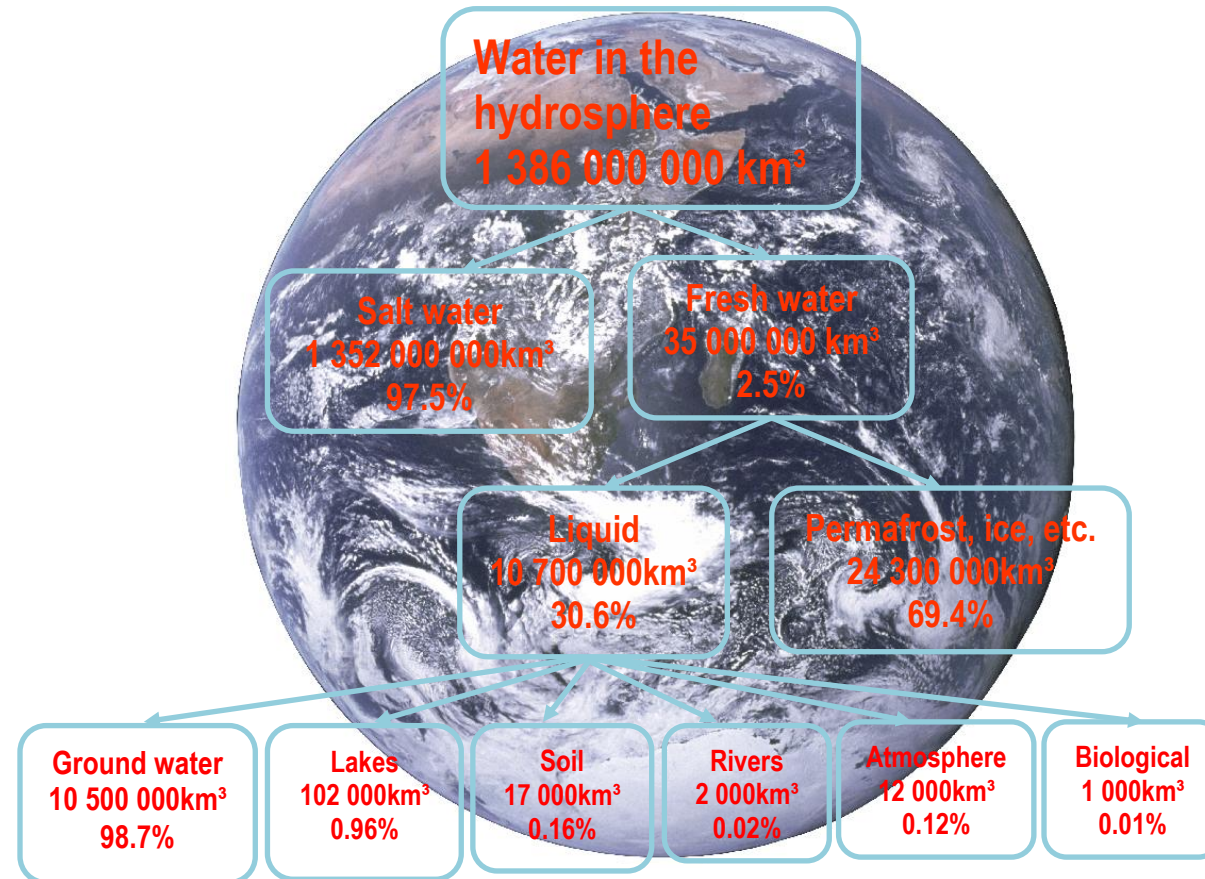 Water in the
hydrosphere
1 386 000 000 km³
Salt water
1 352 000 000km³
97.5%
Fresh water
35 000 000 km³
2.5%
Liquid
10 700 000km³
30.6%
Permafrost, ice, etc.
24 300 000km³
69.4%
Ground water
10 500 000km³
98.7%
Lakes
102 000km³
0.96%
Soil
17 000km³
0.16%
Rivers
2 000km³
0.02%
Atmosphere
12 000km³
0.12%
Biological
1 000km³
0.01%